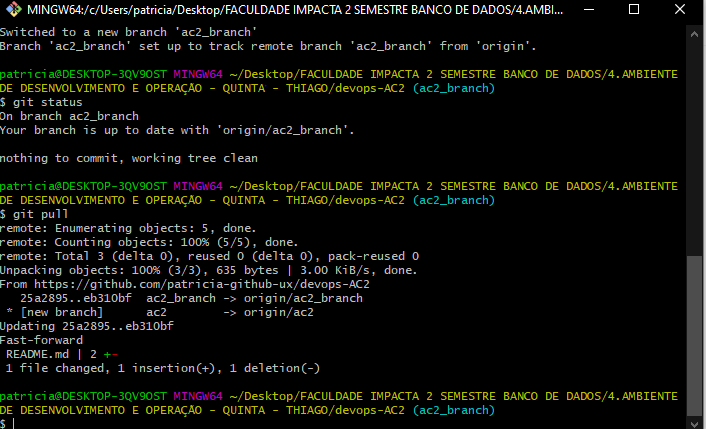 MINGW64:/c/Users/patricia/Desktop/FACULDADE IMPACTA 2 SEMESTRE BANCO DE DADOS/4.AMBI...
Switched to a new branch 'ac2_branch'
Branch 'ac2_branch' set up to track remote branch 'ac2_branch' from 'origin'.
patricia@DESKTOP-3QV9OST MINGW64 ~/Desktop/FACULDADE IMPACTA 2 SEMESTRE BANCO DE DADOS/4.AMBIENTE
DE DESENVOLVIMENTO E OPERAÇÃO - QUINTA - THIAGO/devops-AC2 (ac2_branch)
$ git status
On branch ac2_branch
Your branch is up to date with 'origin/ac2_branch'.
nothing to commit, working tree clean
patricia@DESKTOP-3QV9OST MINGW64 ~/Desktop/FACULDADE IMPACTA 2 SEMESTRE BANCO DE DADOS/4.AMBIENTE
DE DESENVOLVIMENTO E OPERAÇÃO - QUINTA - THIAGO/devops-AC2 (ac2_branch)
$ git pull
remote: Enumerating objects: 5, done.
remote: Counting objects: 100% (5/5), done.
remote: Total 3 (delta 0), reused 0 (delta 0), pack-reused 0
Unpacking objects: 100% (3/3), 635 bytes | 3.00 KiB/s, done.
From https://github.com/patricia-github-ux/devops-AC2
25a2895..eb310bf ac2_branch -> origin/ac2_branch
* [new branch] ac2 -> origin/ac2
Updating 25a2895..eb310bf
Fast-forward
README.md | 2 +-
1 file changed, 1 insertion(+), 1 deletion(-)
patricia@DESKTOP-3QV9OST MINGW64 ~/Desktop/FACULDADE IMPACTA 2 SEMESTRE BANCO DE DADOS/4.AMBIENTE
DE DESENVOLVIMENTO E OPERAÇÃO - QUINTA - THIAGO/devops-AC2 (ac2_branch)
$